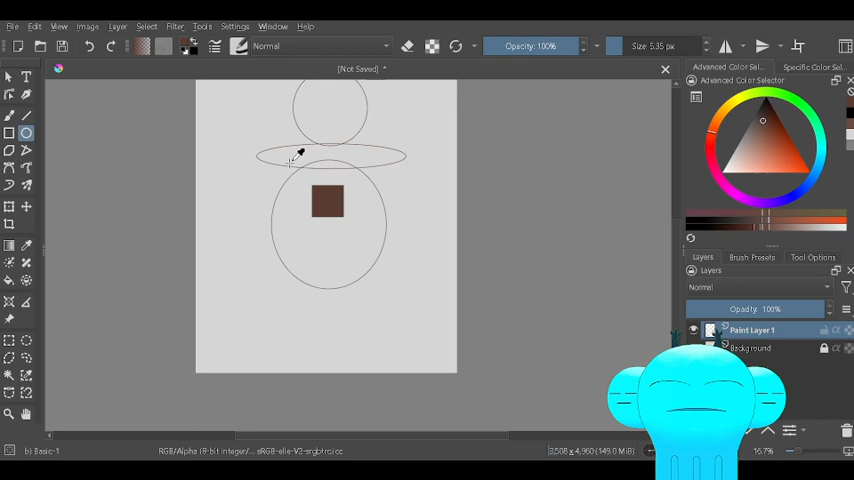 File Edit View Image Layer Select Filter Tools Settings Window Help
Normal Opacity: 100% Size: 5.35 px
[Not Saved] *
Advanced Color Sel... Specific Color Sel...
Advanced Color Selector
Layers Brush Presets Tool Options
Layers
Normal
Opacity: 100%
Paint Layer 1
Background
b) Basic-1 RGB/Alpha (8-bit integer/... sRGB-elle-V2-srgbtrc.icc 3,508 x 4,960 (149.0 MiB) 16.7%